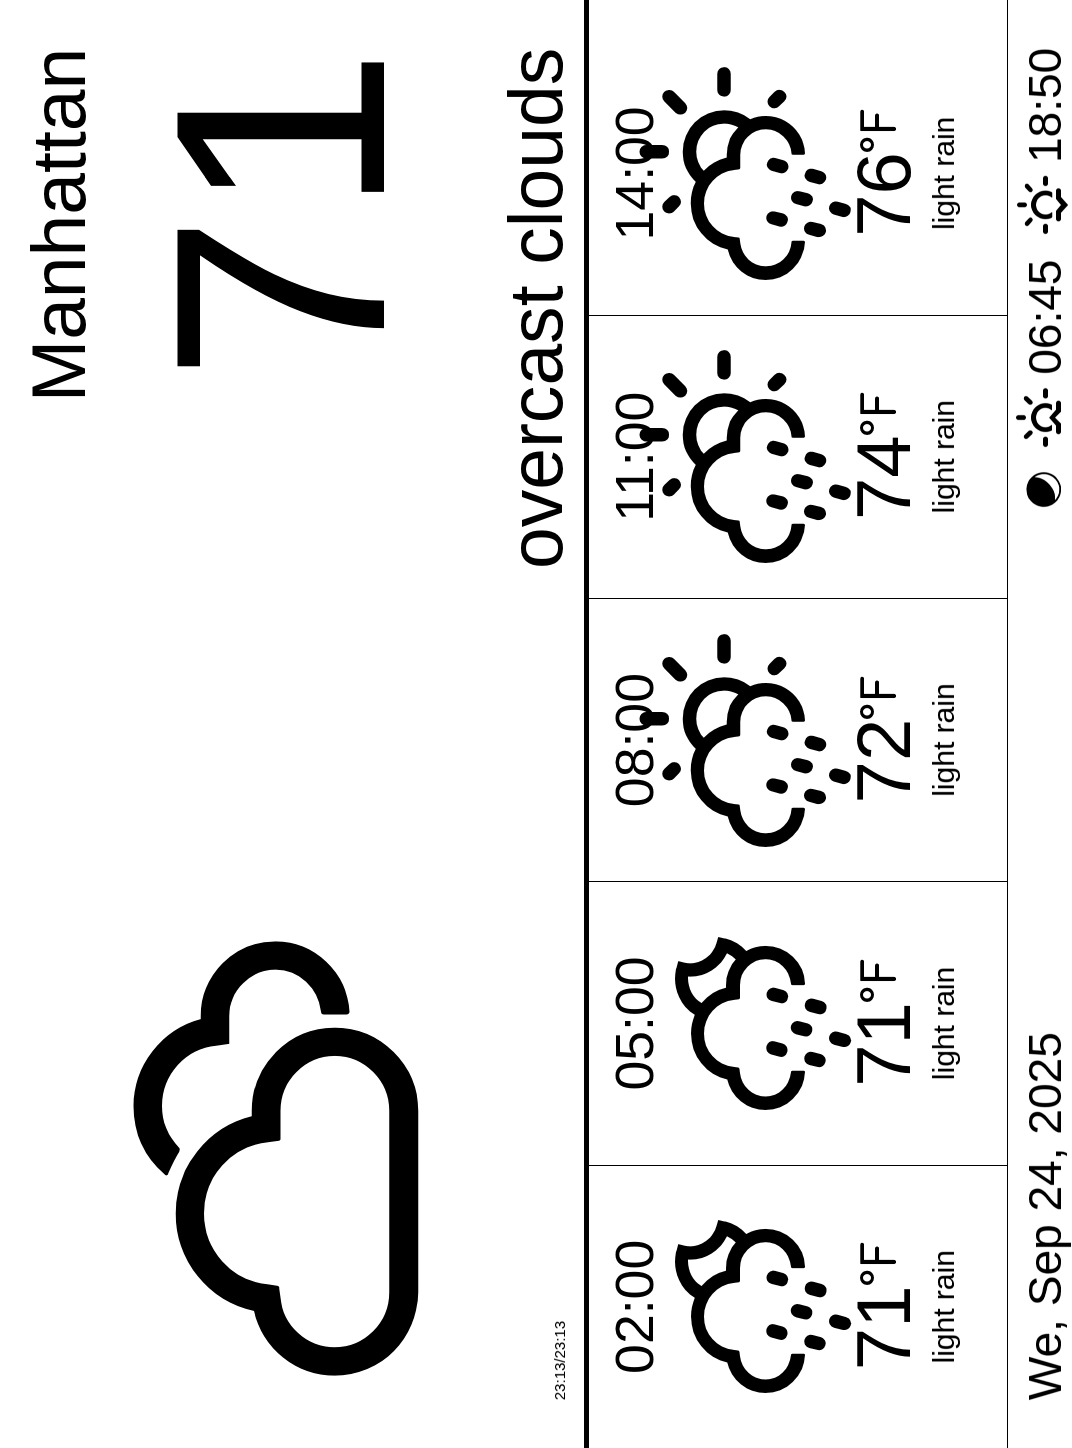 Manhattan
71
overcast clouds
23:13/23:13
02:00
71°F
light rain
05:00
71°F
light rain
08:00
72°F
light rain
11:00
74°F
light rain
14:00
76°F
light rain
We, Sep 24, 2025
06:45
18:50